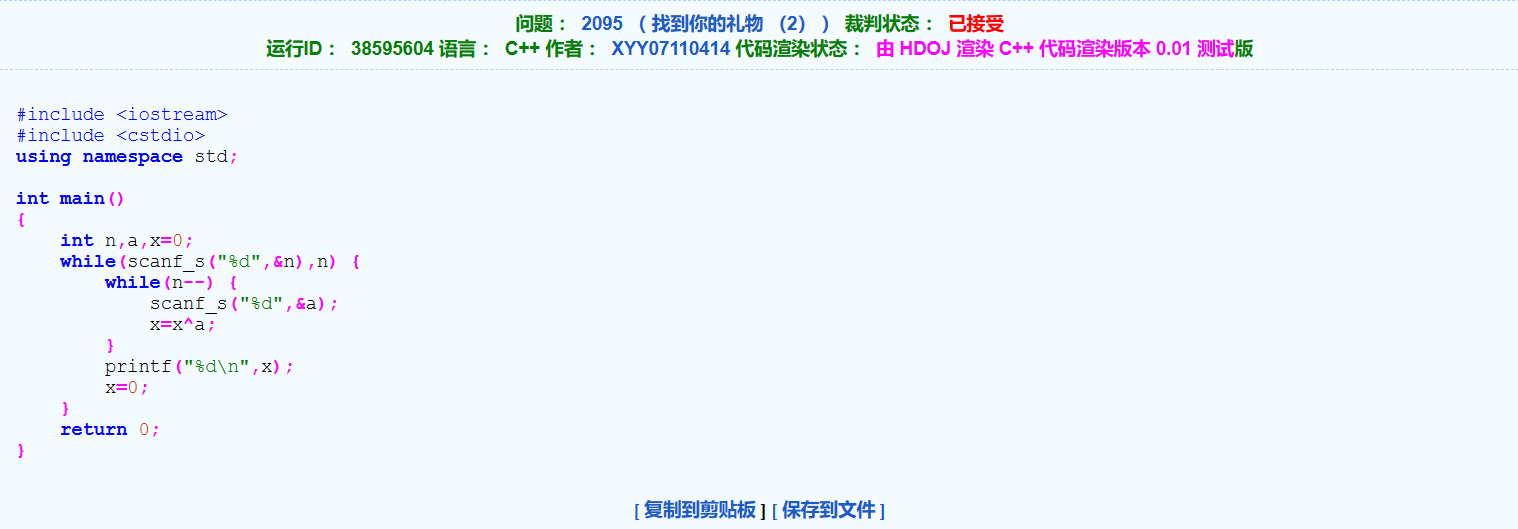 问题： 2095 （ 找到你的礼物 （2） ） 裁判状态： 已接受
运行ID： 38595604 语言： C++ 作者： XYY07110414 代码渲染状态： 由 HDOJ 渲染 C++ 代码渲染版本 0.01 测试版
#include <iostream>
#include <cstdio>
using namespace std;
int main()
{
    int n,a,x=0;
    while(scanf_s("%d",&n),n) {
        while(n--) {
            scanf_s("%d",&a);
            x=x^a;
        }
        printf("%d\n",x);
        x=0;
    }
    return 0;
}
[ 复制到剪贴板 ] [ 保存到文件 ]